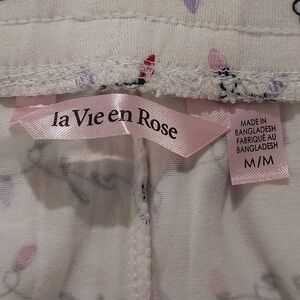 la Vie en Rose
MADE IN
BANGLADESH
FABRIQUÉ AU
BANGLADESH
M/M